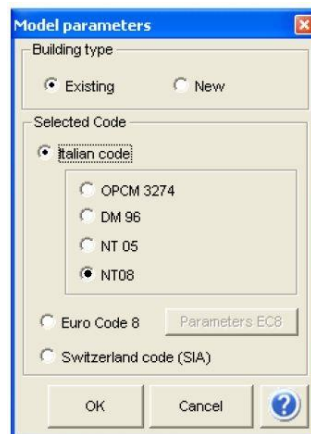 Model parameters
Building type
Existing New
Selected Code
Italian code
OPCM 3274
DM 96
NT 05
NT08
Euro Code 8 Parameters EC8
Switzerland code (SIA)
OK Cancel ?